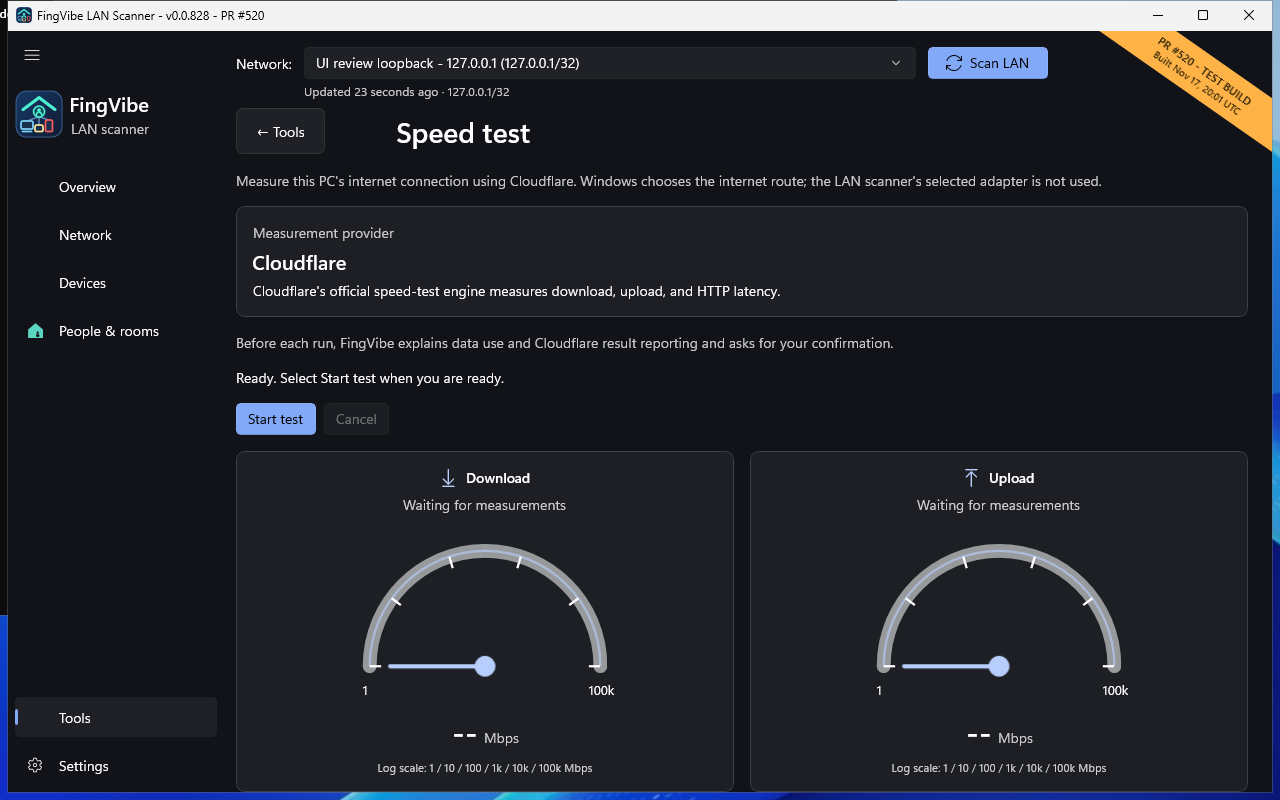 FingVibe LAN Scanner - v0.0.828 - PR #520
Network:
UI review loopback - 127.0.0.1 (127.0.0.1/32)
Scan LAN
Updated 23 seconds ago · 127.0.0.1/32
PR #520 - TEST BUILD
Built Nov 17, 20:01 UTC
FingVibe
LAN scanner
Overview
Network
Devices
People & rooms
Tools
Settings
← Tools
Speed test
Measure this PC's internet connection using Cloudflare. Windows chooses the internet route; the LAN scanner's selected adapter is not used.
Measurement provider
Cloudflare
Cloudflare's official speed-test engine measures download, upload, and HTTP latency.
Before each run, FingVibe explains data use and Cloudflare result reporting and asks for your confirmation.
Ready. Select Start test when you are ready.
Start test
Cancel
Download
Waiting for measurements
1
100k
-- Mbps
Log scale: 1 / 10 / 100 / 1k / 10k / 100k Mbps
Upload
Waiting for measurements
1
100k
-- Mbps
Log scale: 1 / 10 / 100 / 1k / 10k / 100k Mbps